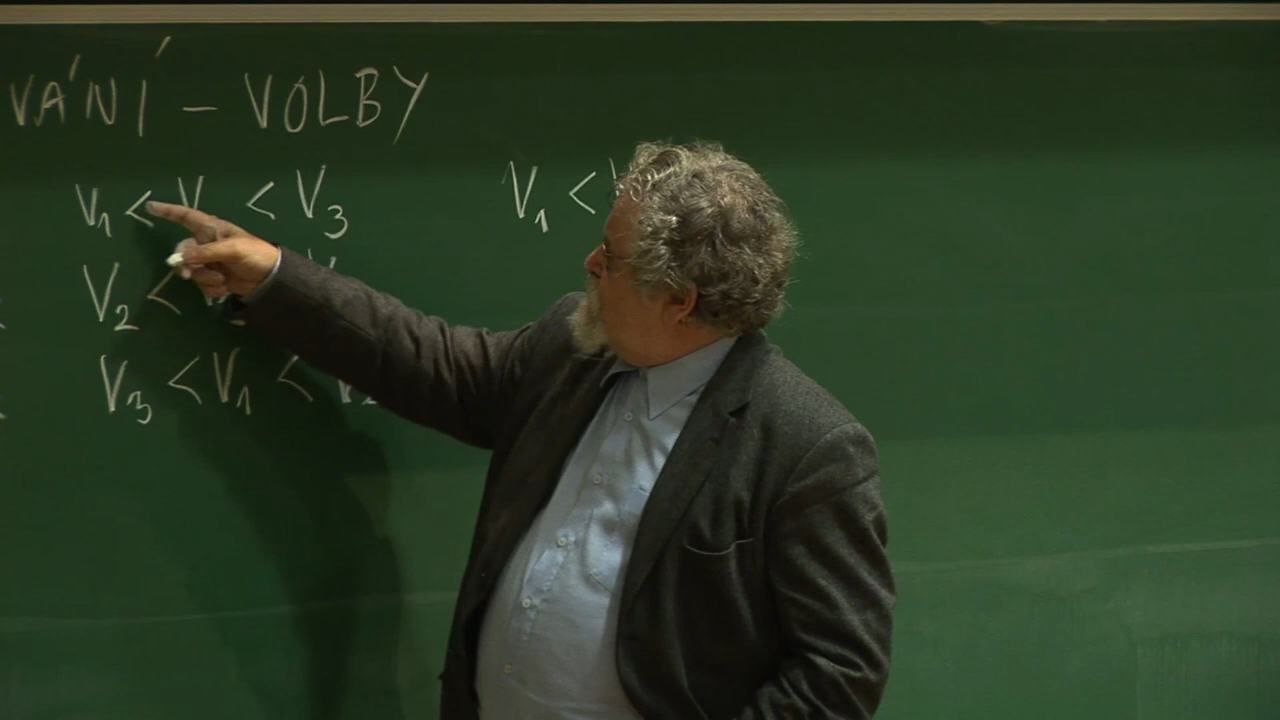 VÁNÍ – VOLBY
V₁ < V < V₃
V₂ <
V₃ < V₁ < V₂
V₁ <